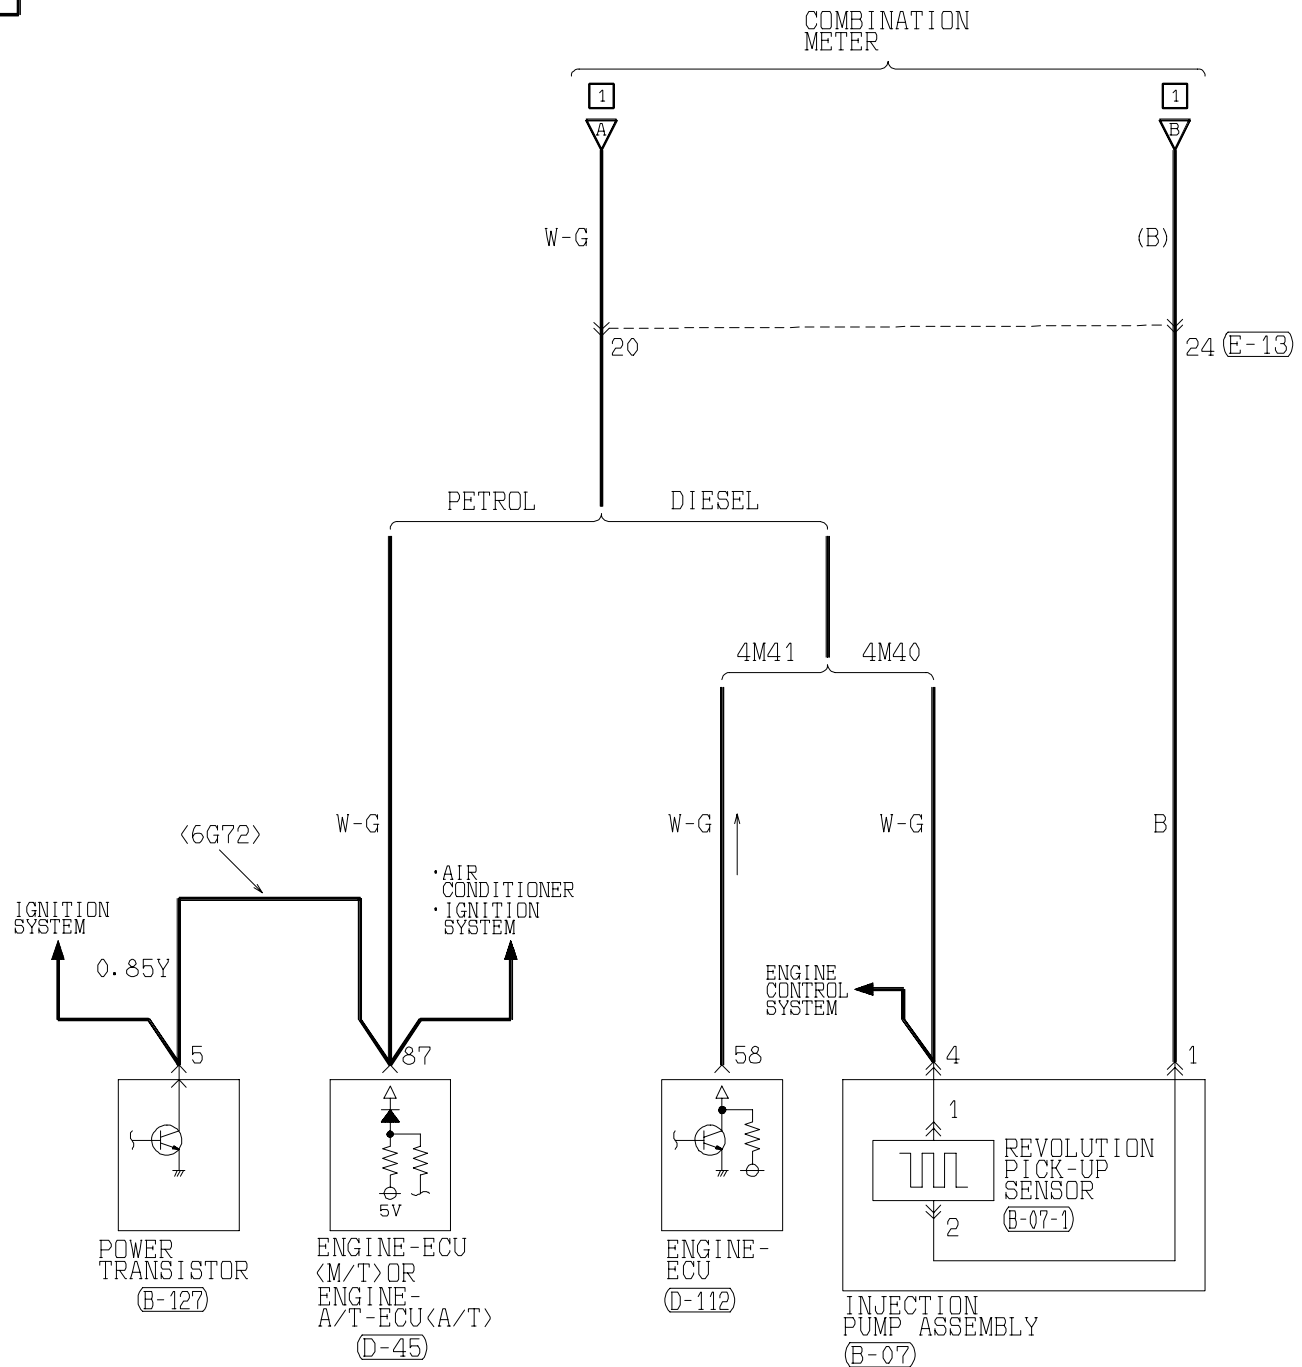 COMBINATION
METER
1
1
A
B
W-G
(B)
20
24 E-13
PETROL
DIESEL
4M41
4M40
<6G72>
W-G
W-G
W-G
B
·AIR
CONDITIONER
·IGNITION
SYSTEM
IGNITION
SYSTEM
0.85Y
ENGINE
CONTROL
SYSTEM
5
87
58
4
1
1
REVOLUTION
PICK-UP
SENSOR
B-07-1
2
5V
POWER
TRANSISTOR
B-127
ENGINE-ECU
<M/T>OR
ENGINE-
A/T-ECU<A/T>
D-45
ENGINE-
ECU
D-112
INJECTION
PUMP ASSEMBLY
B-07